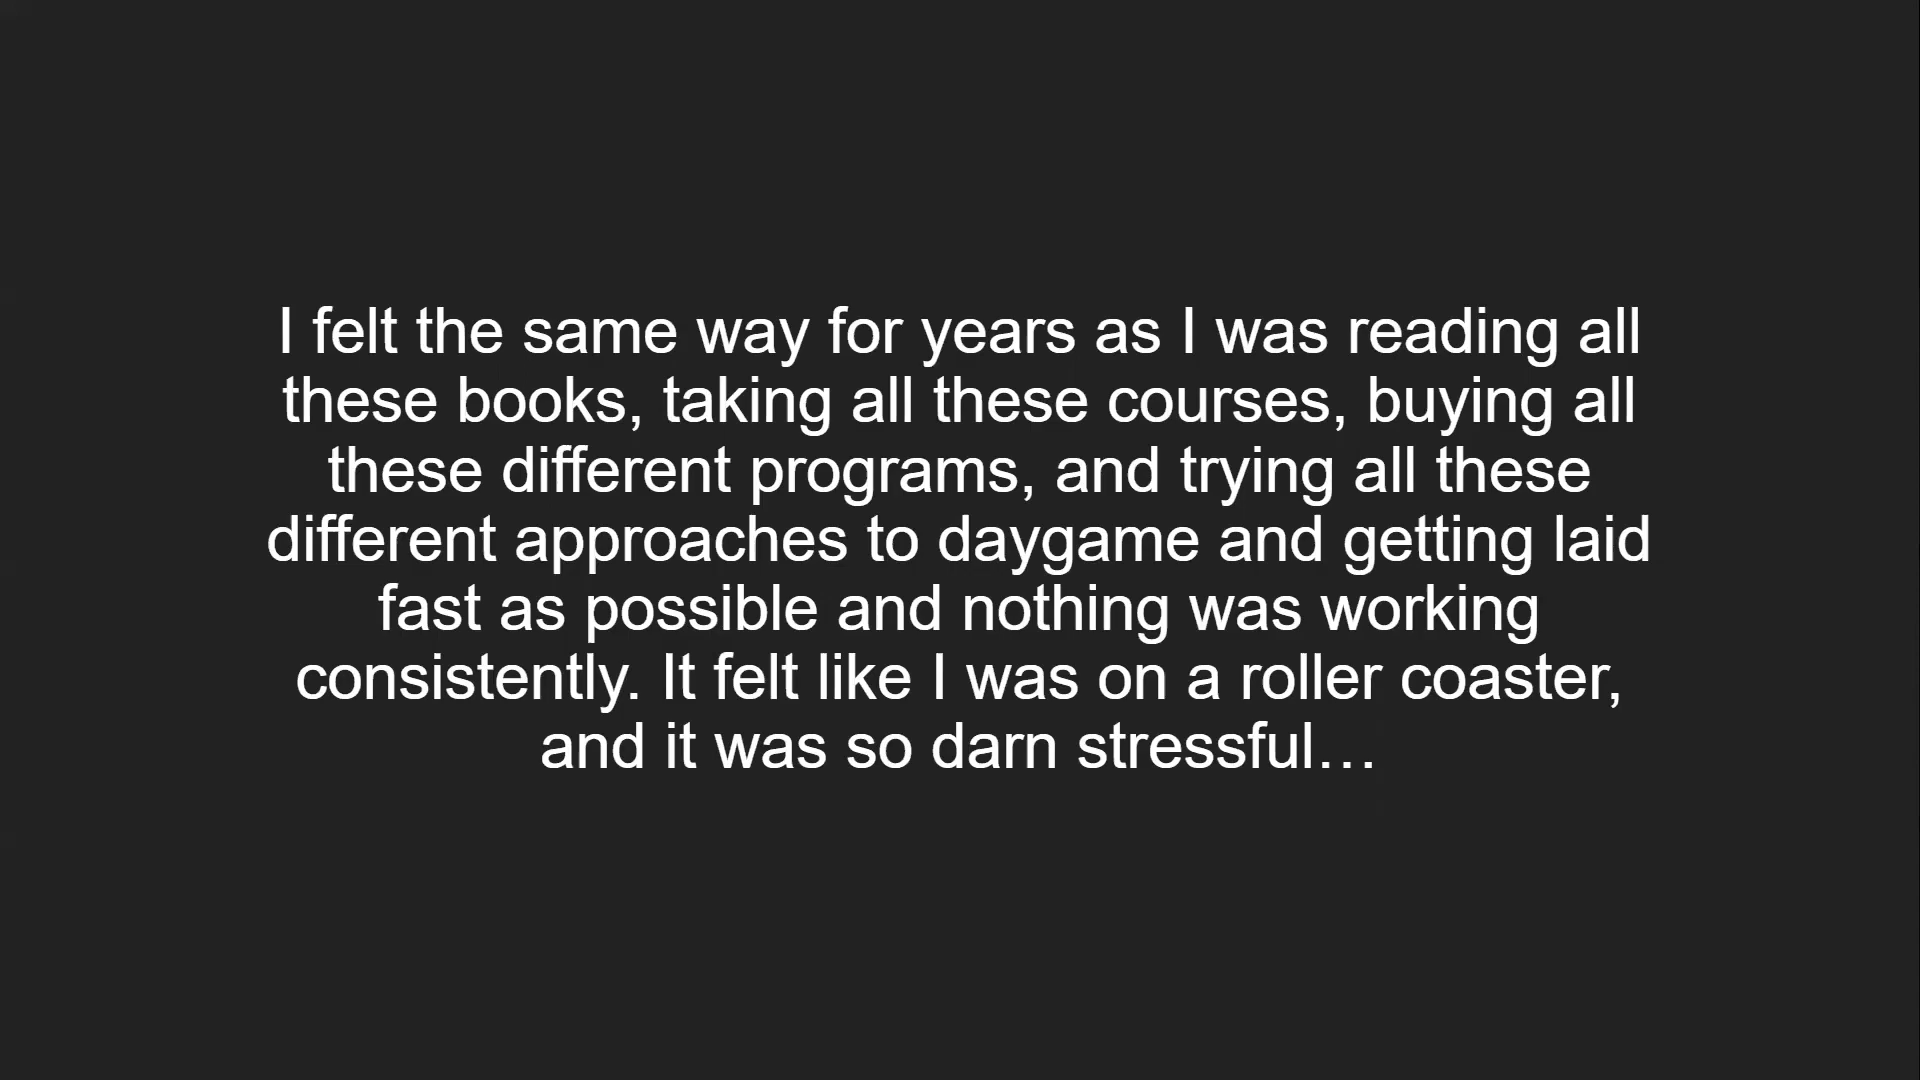 I felt the same way for years as I was reading all
these books, taking all these courses, buying all
these different programs, and trying all these
different approaches to daygame and getting laid
fast as possible and nothing was working
consistently. It felt like I was on a roller coaster,
and it was so darn stressful…